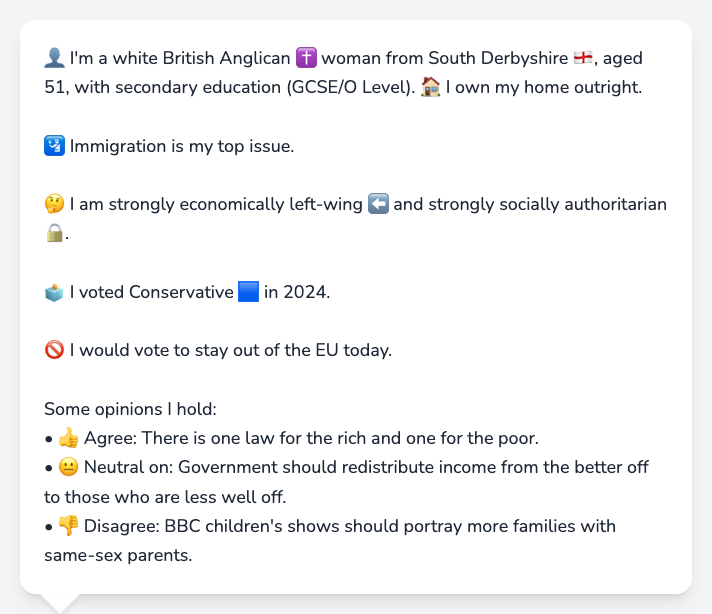 👤 I'm a white British Anglican ✝️ woman from South Derbyshire 🏴󠁧󠁢󠁥󠁮󠁧󠁿, aged
51, with secondary education (GCSE/O Level). 🏠 I own my home outright.
🛂 Immigration is my top issue.
🤔 I am strongly economically left-wing ⬅️ and strongly socially authoritarian
🔒.
🗳️ I voted Conservative 🟦 in 2024.
🚫 I would vote to stay out of the EU today.
Some opinions I hold:
• 👍 Agree: There is one law for the rich and one for the poor.
• 😐 Neutral on: Government should redistribute income from the better off
to those who are less well off.
• 👎 Disagree: BBC children's shows should portray more families with
same-sex parents.